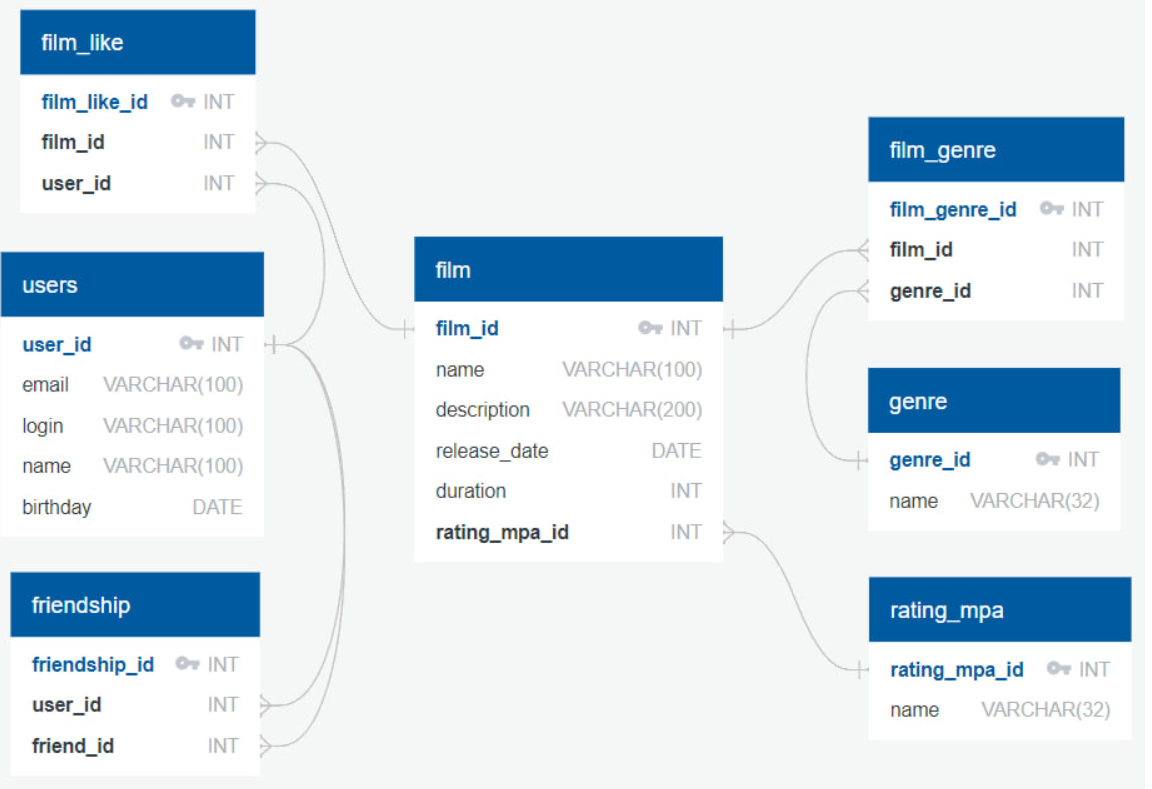 film_like
film_like_id INT
film_id INT
user_id INT
users
user_id INT
email VARCHAR(100)
login VARCHAR(100)
name VARCHAR(100)
birthday DATE
friendship
friendship_id INT
user_id INT
friend_id INT
film
film_id INT
name VARCHAR(100)
description VARCHAR(200)
release_date DATE
duration INT
rating_mpa_id INT
film_genre
film_genre_id INT
film_id INT
genre_id INT
genre
genre_id INT
name VARCHAR(32)
rating_mpa
rating_mpa_id INT
name VARCHAR(32)